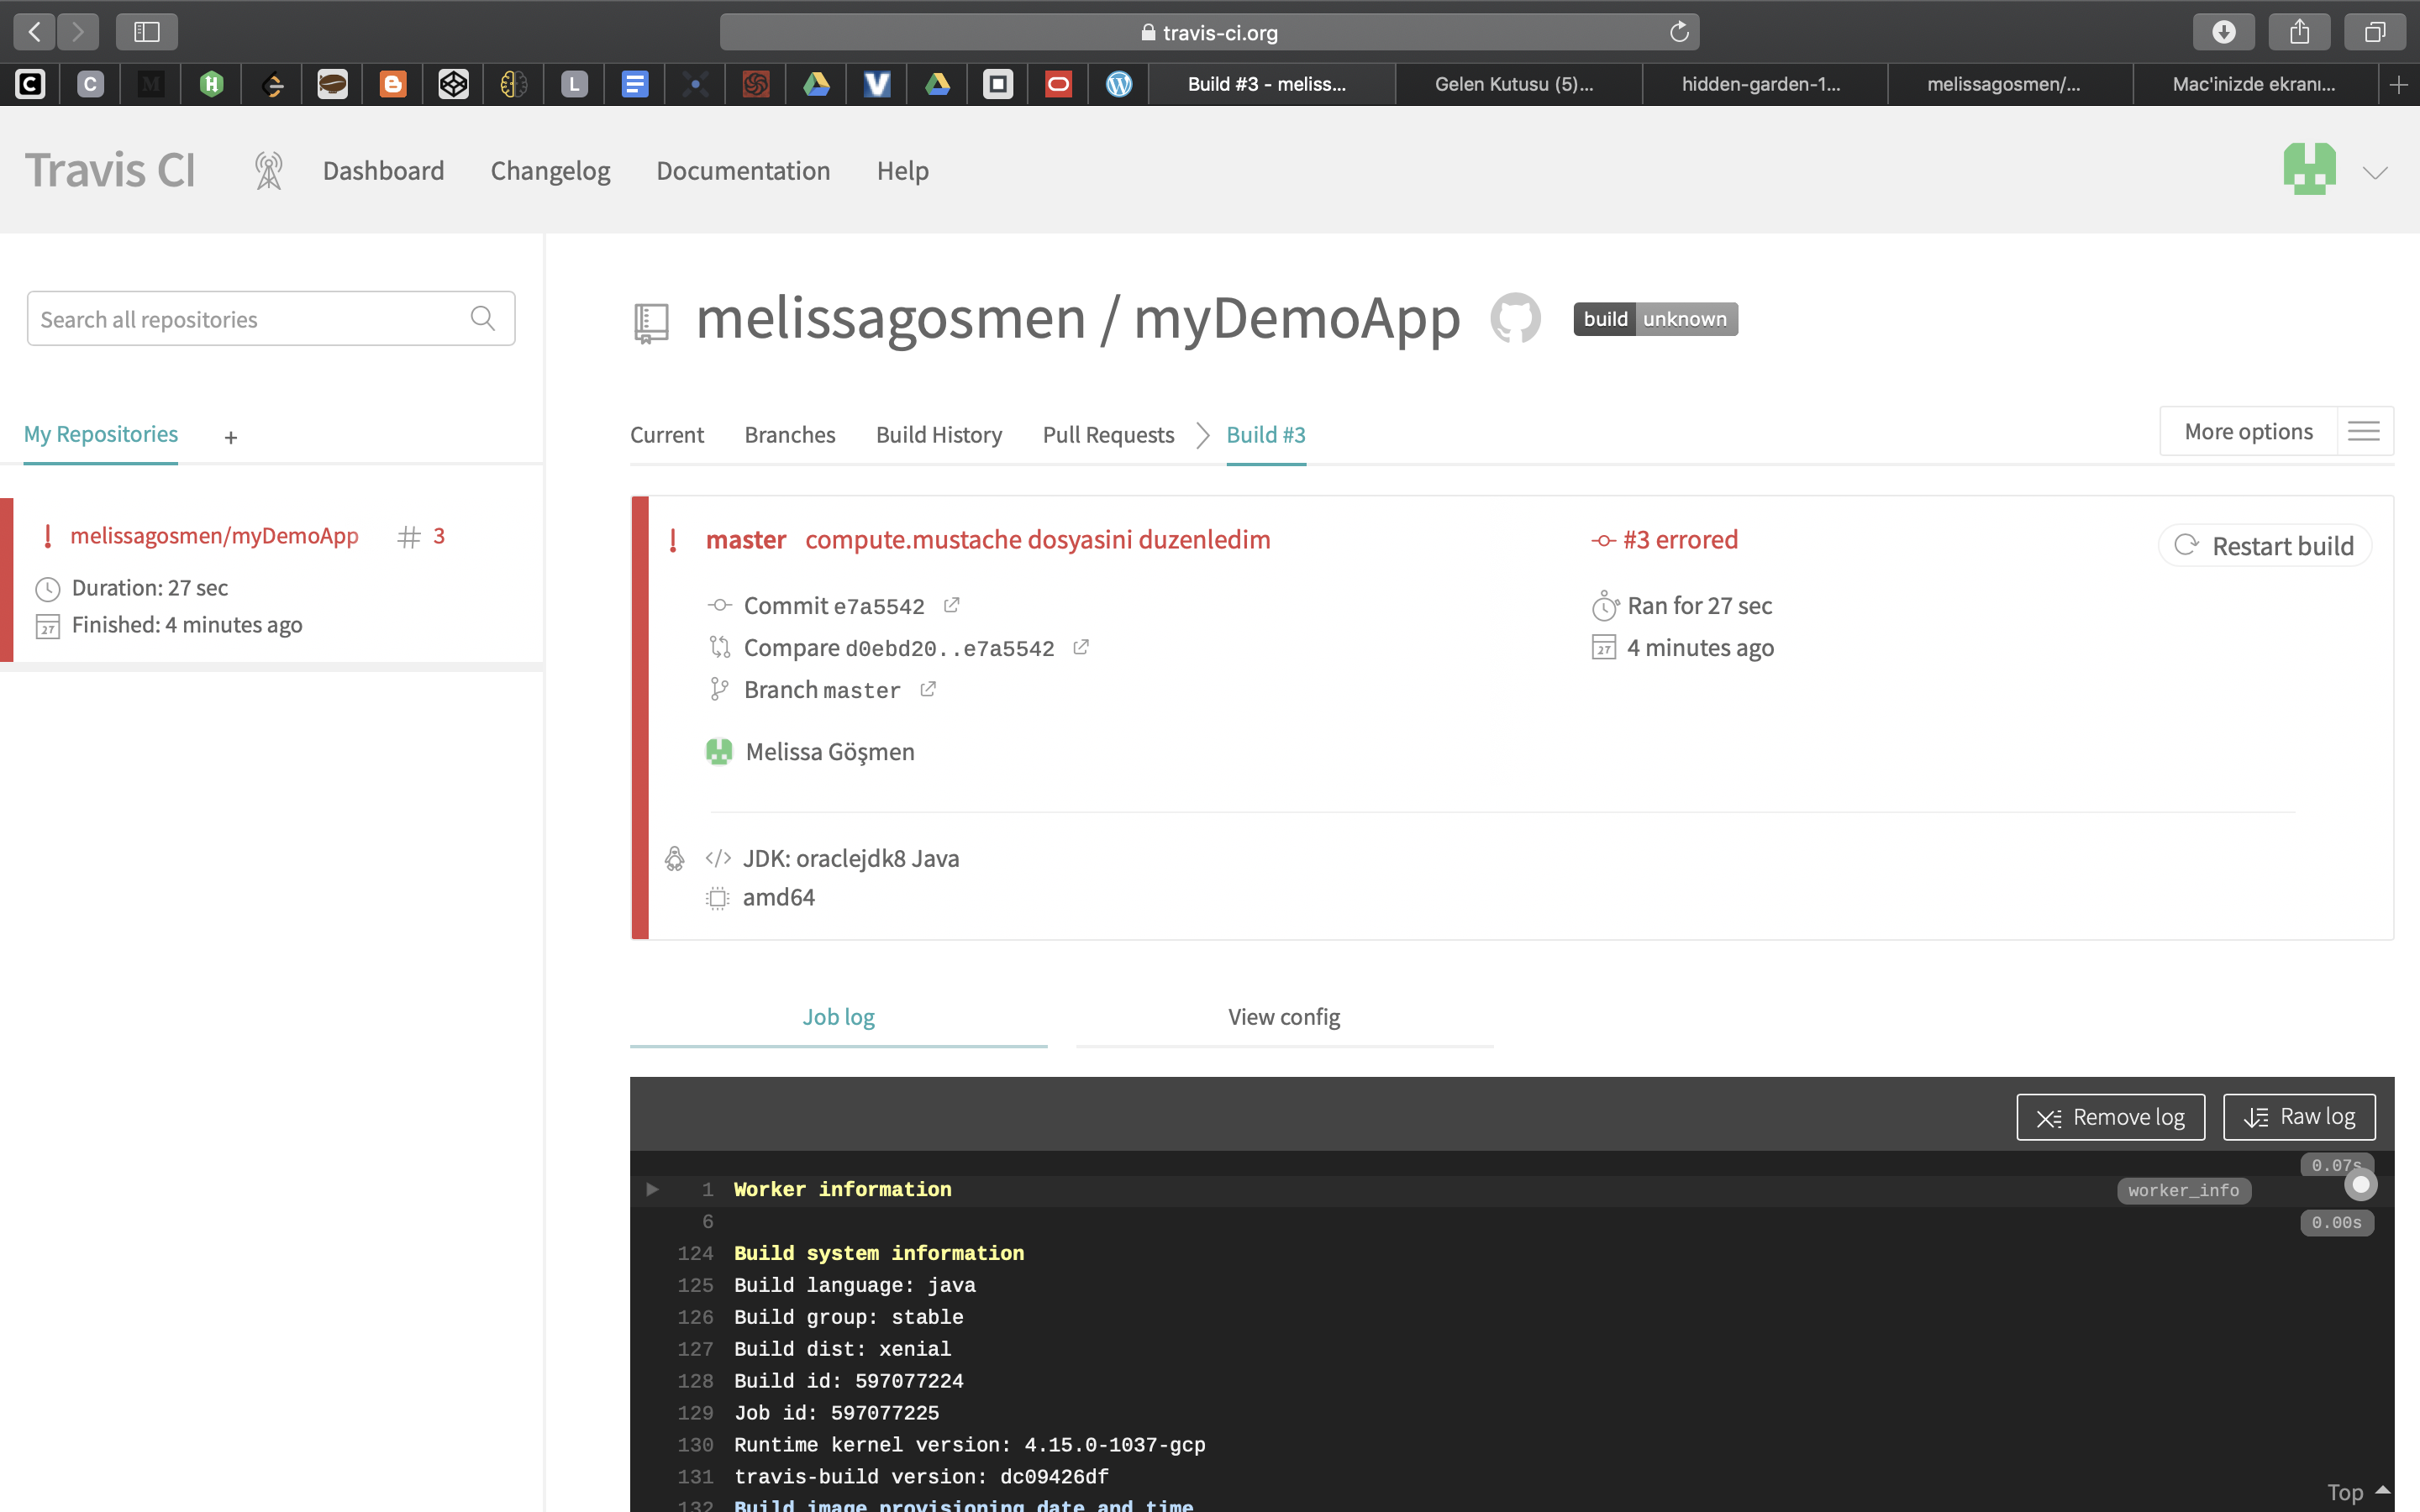 travis-ci.org
Build #3 - meliss...
Gelen Kutusu (5)...
hidden-garden-1...
melissagosmen/...
Mac'inizde ekranı...
Travis CI
Dashboard
Changelog
Documentation
Help
Search all repositories
My Repositories
+
melissagosmen/myDemoApp
# 3
Duration: 27 sec
27
Finished: 4 minutes ago
melissagosmen / myDemoApp
build unknown
Current
Branches
Build History
Pull Requests
Build #3
More options
! master compute.mustache dosyasini duzenledim
Commit e7a5542
Compare d0ebd20..e7a5542
Branch master
Melissa Göşmen
#3 errored
Ran for 27 sec
27
4 minutes ago
Restart build
</> JDK: oraclejdk8 Java
amd64
Job log
View config
Remove log
Raw log
1 Worker information
worker_info
0.07s
6
0.00s
124 Build system information
125 Build language: java
126 Build group: stable
127 Build dist: xenial
128 Build id: 597077224
129 Job id: 597077225
130 Runtime kernel version: 4.15.0-1037-gcp
131 travis-build version: dc09426df
132 Build image provisioning date and time
Top